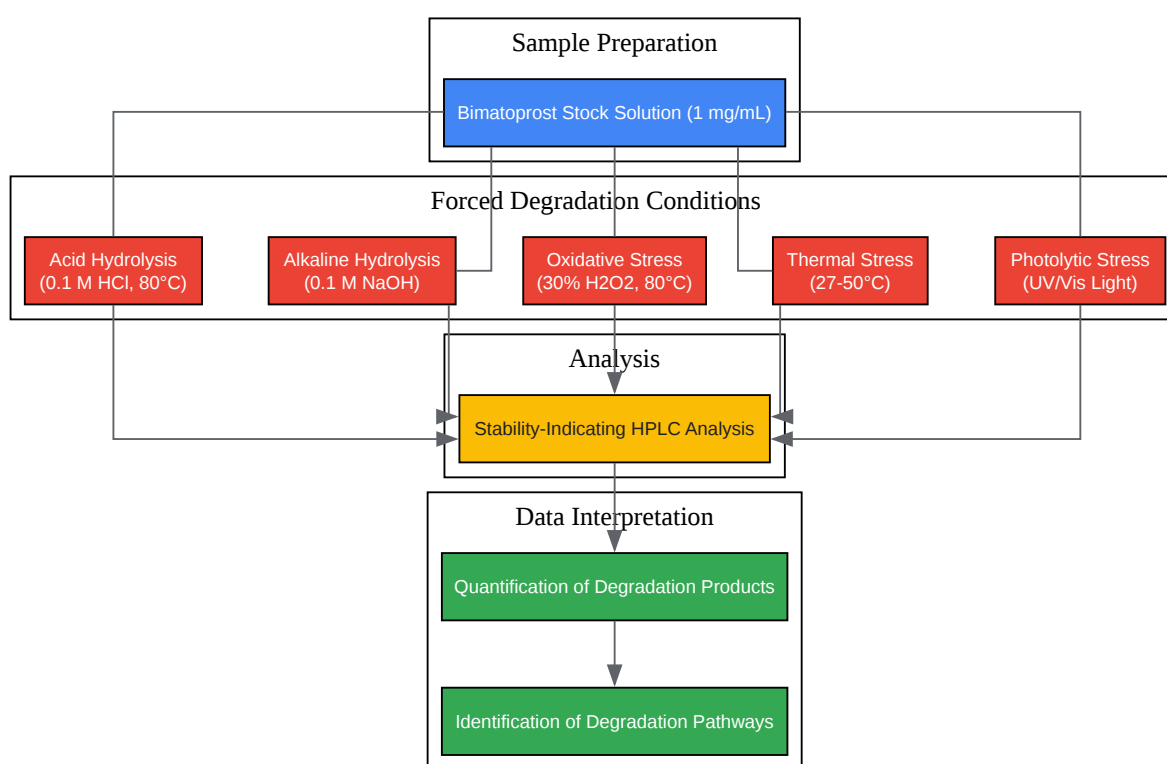 Sample Preparation
Bimatoprost Stock Solution (1 mg/mL)
Forced Degradation Conditions
Acid Hydrolysis
(0.1 M HCl, 80°C)
Alkaline Hydrolysis
(0.1 M NaOH)
Oxidative Stress
(30% H2O2, 80°C)
Thermal Stress
(27-50°C)
Photolytic Stress
(UV/Vis Light)
Analysis
Stability-Indicating HPLC Analysis
Data Interpretation
Quantification of Degradation Products
Identification of Degradation Pathways